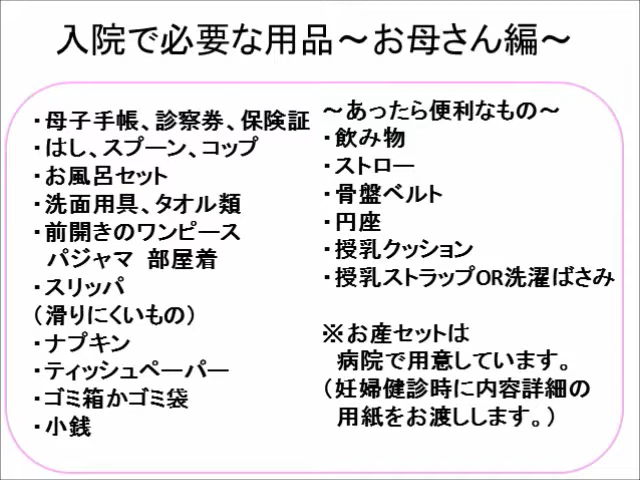 入院で必要な用品～お母さん編～
・母子手帳、診察券、保険証
・はし、スプーン、コップ
・お風呂セット
・洗面用具、タオル類
・前開きのワンピース
パジャマ 部屋着
・スリッパ
（滑りにくいもの）
・ナプキン
・ティッシュペーパー
・ゴミ箱かゴミ袋
・小銭
～あったら便利なもの～
・飲み物
・ストロー
・骨盤ベルト
・円座
・授乳クッション
・授乳ストラップOR洗濯ばさみ
※お産セットは
病院で用意しています。
（妊婦健診時に内容詳細の
用紙をお渡しします。）